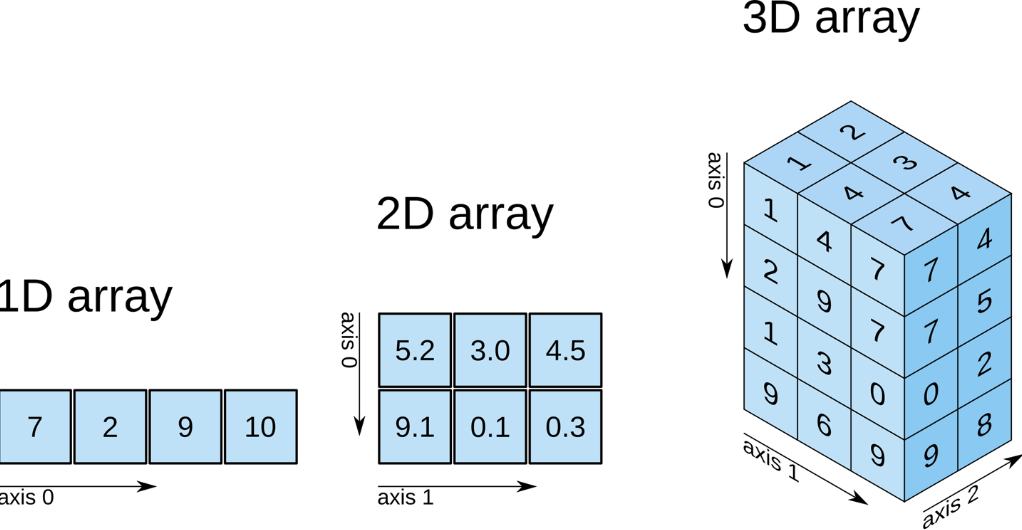 3D array
2D array
1D array
7 2 9 10
axis 0
axis 0
5.2 3.0 4.5
9.1 0.1 0.3
axis 1
axis 0
2
1 3
4 4
7
1 4 7 7 4
2 9 7 7 5
1 3 0 0 2
9 6 9 9 8
axis 1
axis 2